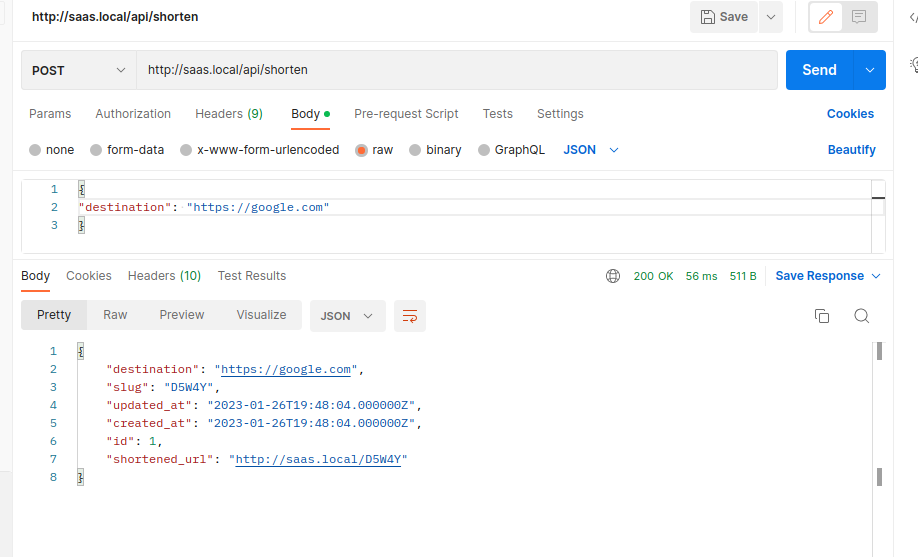 http://saas.local/api/shorten
Save
POST
http://saas.local/api/shorten
Send
Params Authorization Headers (9) Body Pre-request Script Tests Settings Cookies
none form-data x-www-form-urlencoded raw binary GraphQL JSON Beautify
1 {
2 "destination": "https://google.com"
3 }
Body Cookies Headers (10) Test Results 200 OK 56 ms 511 B Save Response
Pretty Raw Preview Visualize JSON
1 {
2 "destination": "https://google.com",
3 "slug": "D5W4Y",
4 "updated_at": "2023-01-26T19:48:04.000000Z",
5 "created_at": "2023-01-26T19:48:04.000000Z",
6 "id": 1,
7 "shortened_url": "http://saas.local/D5W4Y"
8 }